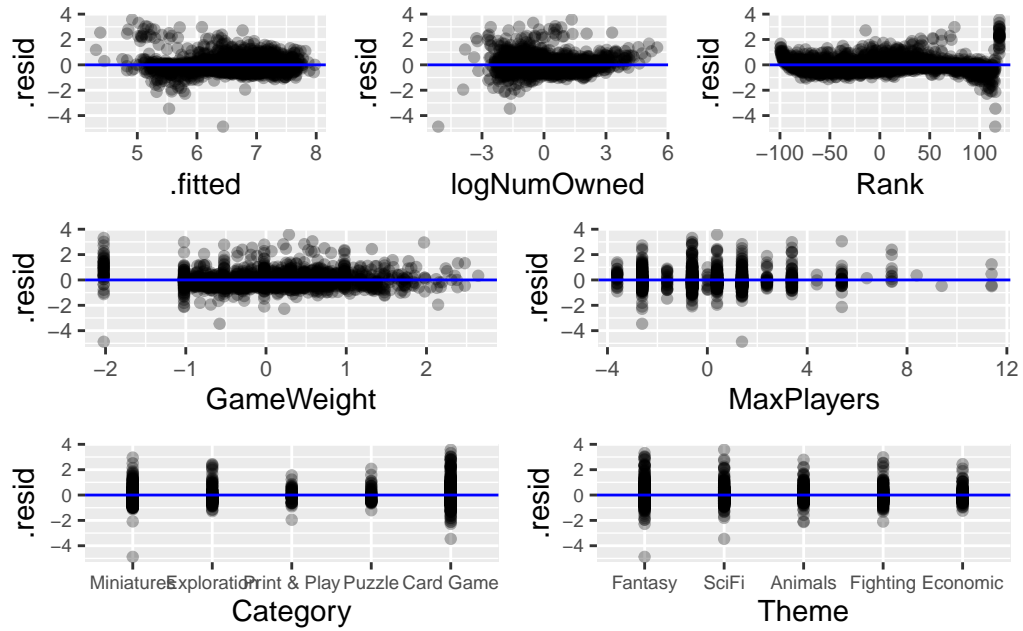 4
2
0
−2
−4
.resid
5 6 7 8
.fitted
4
2
0
−2
−4
.resid
−3 0 3 6
logNumOwned
4
2
0
−2
−4
.resid
−100 −50 0 50 100
Rank
4
2
0
−2
−4
.resid
−2 −1 0 1 2
GameWeight
4
2
0
−2
−4
.resid
−4 0 4 8 12
MaxPlayers
4
2
0
−2
−4
.resid
Miniatures Exploration Print & Play Puzzle Card Game
Category
4
2
0
−2
−4
.resid
Fantasy SciFi Animals Fighting Economic
Theme